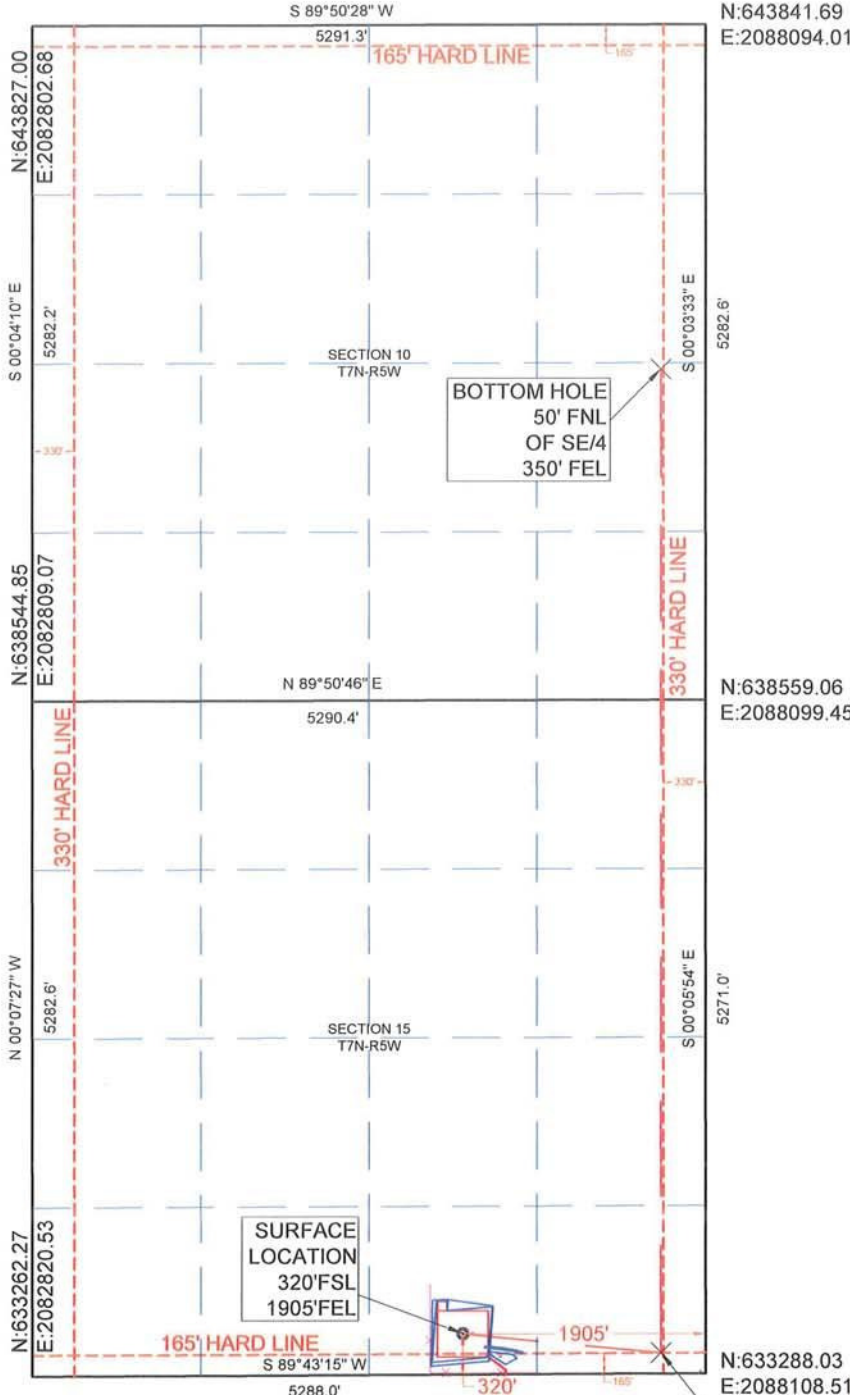 S 89°50'28" W
5291.3'
N:643841.69
E:2088094.01
165' HARD LINE
165'
N:643827.00
E:2082802.68
S 00°04'10" E
5282.2'
S 00°03'33" E
5282.6'
SECTION 10
T7N-R5W
BOTTOM HOLE
50' FNL
OF SE/4
350' FEL
330'
330' HARD LINE
N:638544.85
E:2082809.07
N 89°50'46" E
5290.4'
N:638559.06
E:2088099.45
330' HARD LINE
330'
N 00°07'27" W
5282.6'
SECTION 15
T7N-R5W
S 00°05'54" E
5271.0'
SURFACE
LOCATION
320'FSL
1905'FEL
1905'
N:633262.27
E:2082820.53
165' HARD LINE
S 89°43'15" W
5288.0'
320'
165'
N:633288.03
E:2088108.51